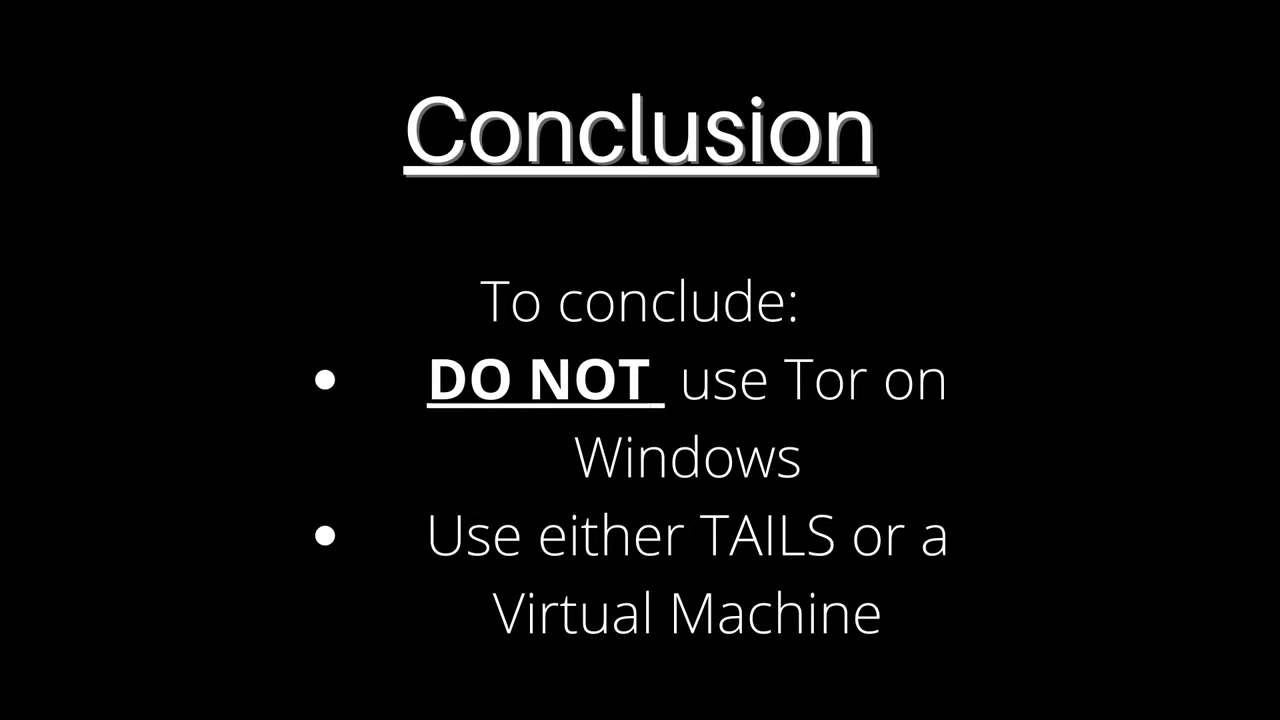 Conclusion
To conclude:
• DO NOT use Tor on
Windows
• Use either TAILS or a
Virtual Machine